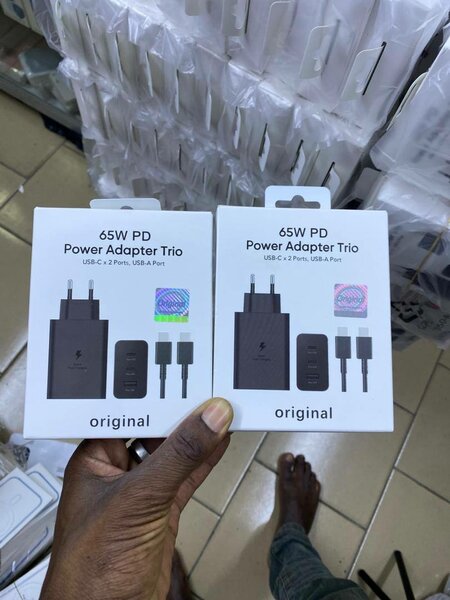 65W PD
Power Adapter Trio
USB-C x 2 Ports, USB-A Port
original
65W PD
Power Adapter Trio
USB-C x 2 Ports, USB-A Port
Original
original